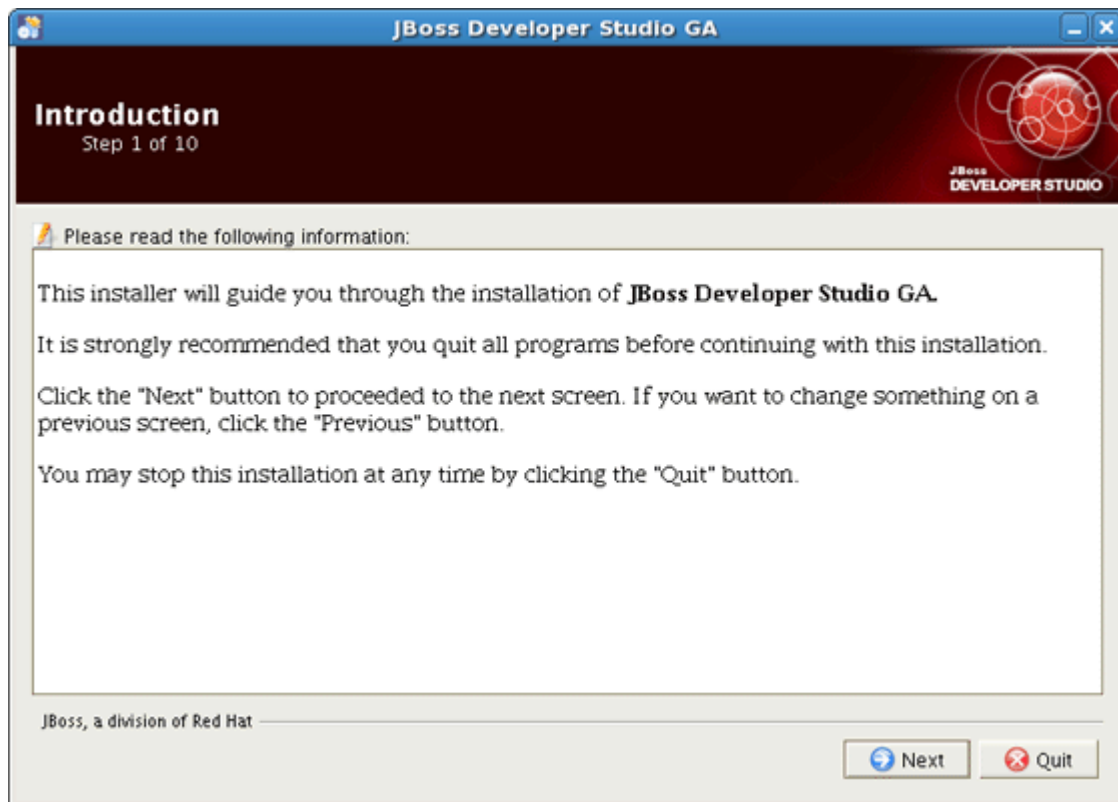 JBoss Developer Studio GA
Introduction
Step 1 of 10
JBoss
DEVELOPER STUDIO
Please read the following information:
This installer will guide you through the installation of JBoss Developer Studio GA.
It is strongly recommended that you quit all programs before continuing with this installation.
Click the "Next" button to proceeded to the next screen. If you want to change something on a
previous screen, click the "Previous" button.
You may stop this installation at any time by clicking the "Quit" button.
JBoss, a division of Red Hat
Next
Quit